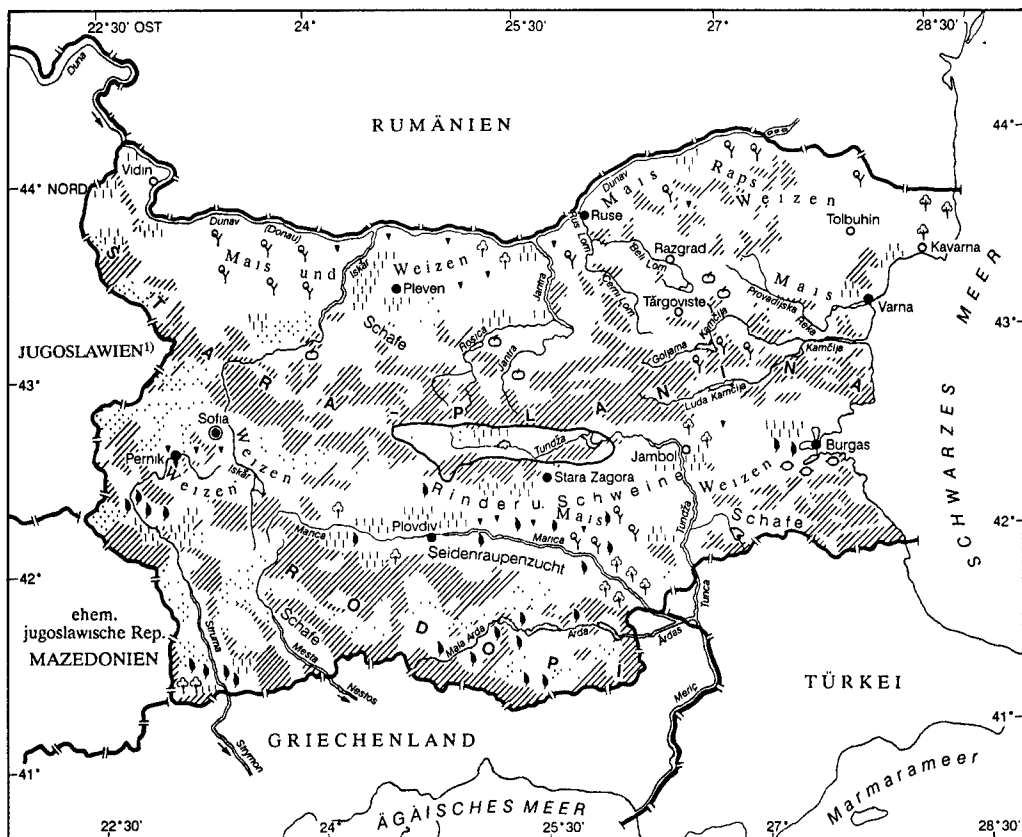 22°30' OST
24°
25°30'
27°
28°30'
Duna
44°
RUMÄNIEN
NORD
44°
Vidin
Dunav
Mais
Raps
Weizen
Ruse
Rus. Lom
Tolbuhin
Dunav
(Donau)
Mais und
Weizen
Iskăr
Jantra
Razgrad
Beli Lom
Kavarna
Pleven
Čern. Lom
Mais
Provadijska
Reka
Varna
Tărgoviste
MEER
43°
Schafe
Rosica
Jantra
Goljama
Kamčija
Kamčija
JUGOSLAWIEN¹⁾
43°
STARA PLANINA
Luda Kamčija
SCHWARZES
Sofia
Weizen
Tundža
Jambol
Burgas
Pernik
Iskăr
Weizen
Stara Zagora
Weizen
Rinder u. Schweine
Mais
Schafe
42°
Marica
Plovdiv
Marica
Tundža
Seidenraupenzucht
42°
Tunca
ehem.
jugoslawische Rep.
MAZEDONIEN
Struma
Schafe
Mesta
R O D O P I
Mala Arda
Arda
Ardas
Nestos
Meriç
TÜRKEI
Strymon
GRIECHENLAND
41°
41°
ÄGÄISCHES MEER
Marmarameer
22°30'
24°
25°30'
27°
28°30'